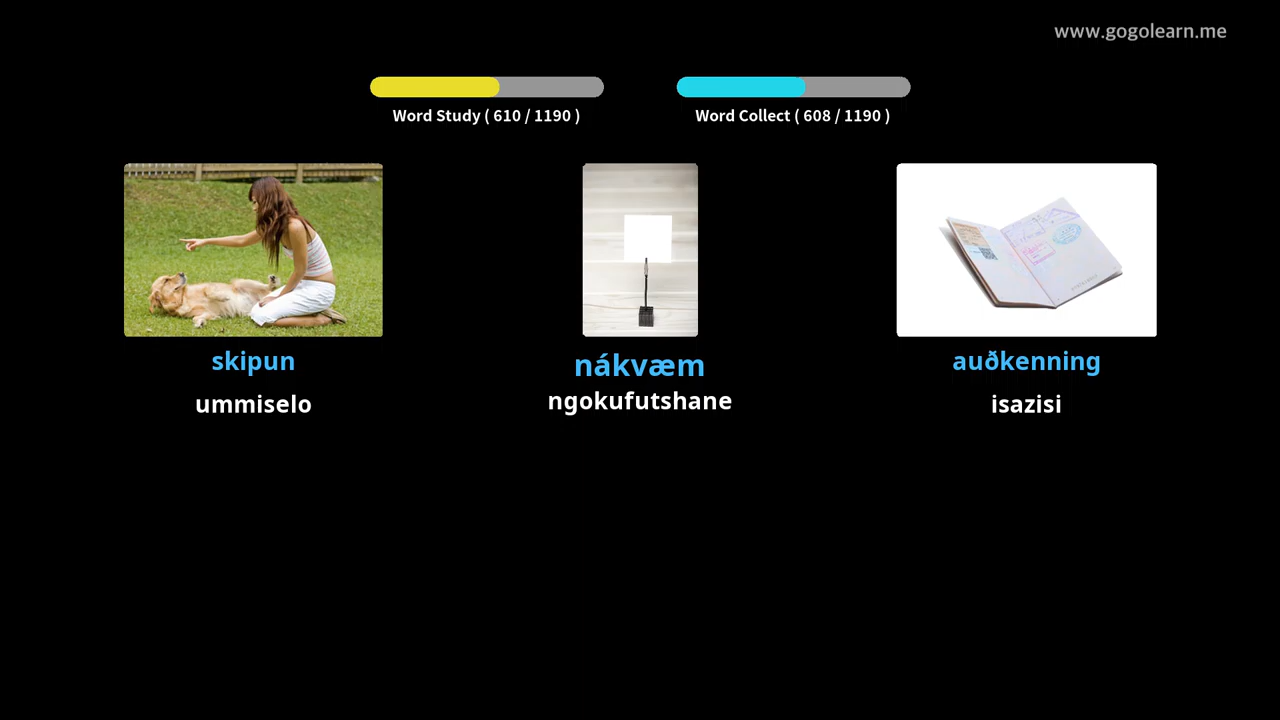 www.gogolearn.me
Word Study ( 610 / 1190 )
Word Collect ( 608 / 1190 )
skipun
nákvæm
auðkenning
ummiselo
ngokufutshane
isazisi